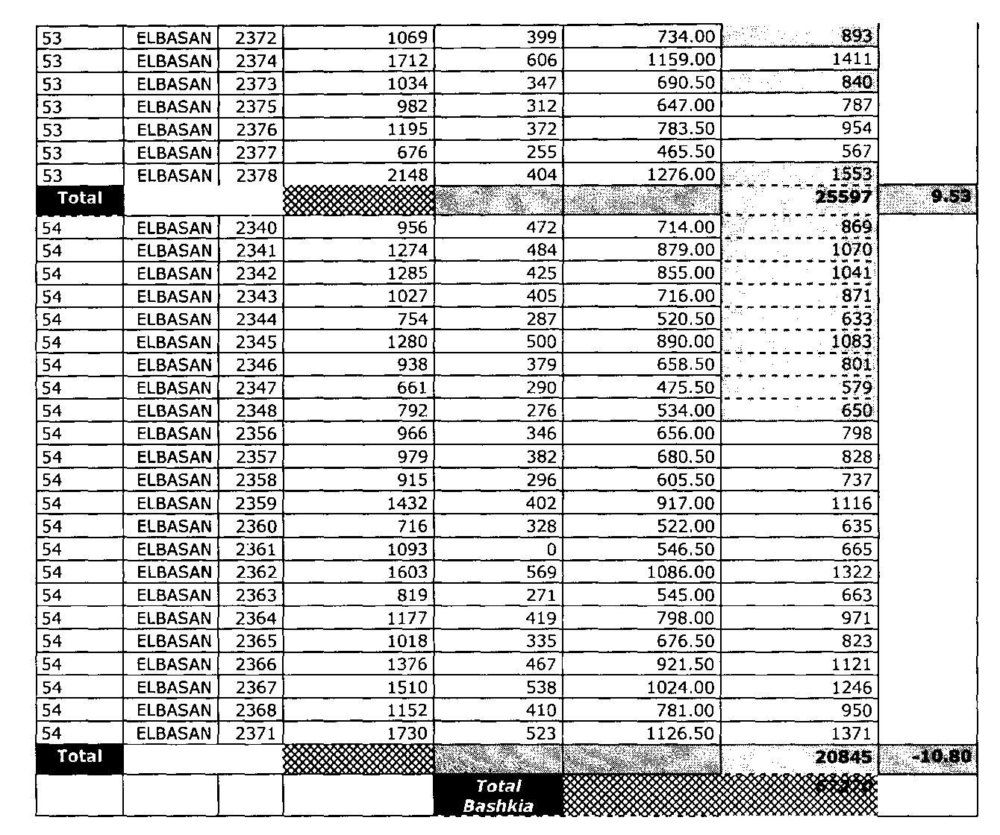 53 ELBASAN 2372 1069 399 734.00 893
53 ELBASAN 2374 1712 606 1159.00 1411
53 ELBASAN 2373 1034 347 690.50 840
53 ELBASAN 2375 982 312 647.00 787
53 ELBASAN 2376 1195 372 783.50 954
53 ELBASAN 2377 676 255 465.50 567
53 ELBASAN 2378 2148 404 1276.00 1553
Total 25597 9.53
54 ELBASAN 2340 956 472 714.00 869
54 ELBASAN 2341 1274 484 879.00 1070
54 ELBASAN 2342 1285 425 855.00 1041
54 ELBASAN 2343 1027 405 716.00 871
54 ELBASAN 2344 754 287 520.50 633
54 ELBASAN 2345 1280 500 890.00 1083
54 ELBASAN 2346 938 379 658.50 801
54 ELBASAN 2347 661 290 475.50 579
54 ELBASAN 2348 792 276 534.00 650
54 ELBASAN 2356 966 346 656.00 798
54 ELBASAN 2357 979 382 680.50 828
54 ELBASAN 2358 915 296 605.50 737
54 ELBASAN 2359 1432 402 917.00 1116
54 ELBASAN 2360 716 328 522.00 635
54 ELBASAN 2361 1093 0 546.50 665
54 ELBASAN 2362 1603 569 1086.00 1322
54 ELBASAN 2363 819 271 545.00 663
54 ELBASAN 2364 1177 419 798.00 971
54 ELBASAN 2365 1018 335 676.50 823
54 ELBASAN 2366 1376 467 921.50 1121
54 ELBASAN 2367 1510 538 1024.00 1246
54 ELBASAN 2368 1152 410 781.00 950
54 ELBASAN 2371 1730 523 1126.50 1371
Total 20845 -10.80
Total
Bashkia